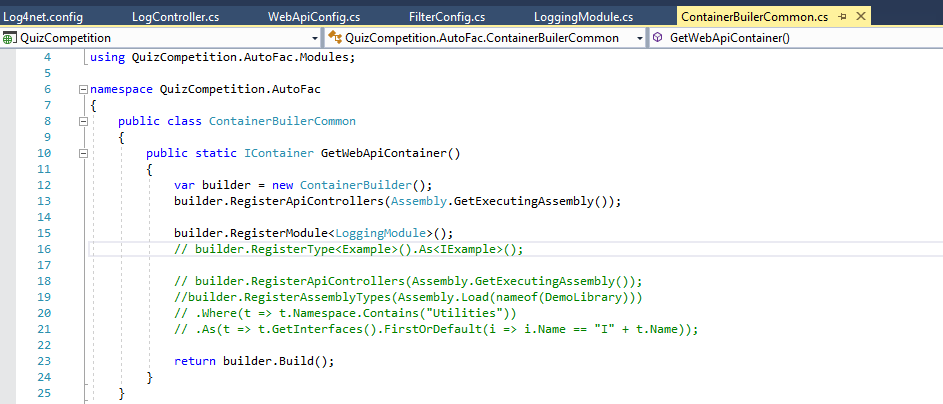 Log4net.config LogController.cs WebApiConfig.cs FilterConfig.cs LoggingModule.cs ContainerBuilerCommon.cs
QuizCompetition QuizCompetition.AutoFac.ContainerBuilerCommon GetWebApiContainer()
4 using QuizCompetition.AutoFac.Modules;
5
6 namespace QuizCompetition.AutoFac
7 {
8 public class ContainerBuilerCommon
9 {
10 public static IContainer GetWebApiContainer()
11 {
12 var builder = new ContainerBuilder();
13 builder.RegisterApiControllers(Assembly.GetExecutingAssembly());
14
15 builder.RegisterModule<LoggingModule>();
16 // builder.RegisterType<Example>().As<IExample>();
17
18 // builder.RegisterApiControllers(Assembly.GetExecutingAssembly());
19 //builder.RegisterAssemblyTypes(Assembly.Load(nameof(DemoLibrary)))
20 // .Where(t => t.Namespace.Contains("Utilities"))
21 // .As(t => t.GetInterfaces().FirstOrDefault(i => i.Name == "I" + t.Name));
22
23 return builder.Build();
24 }
25 }